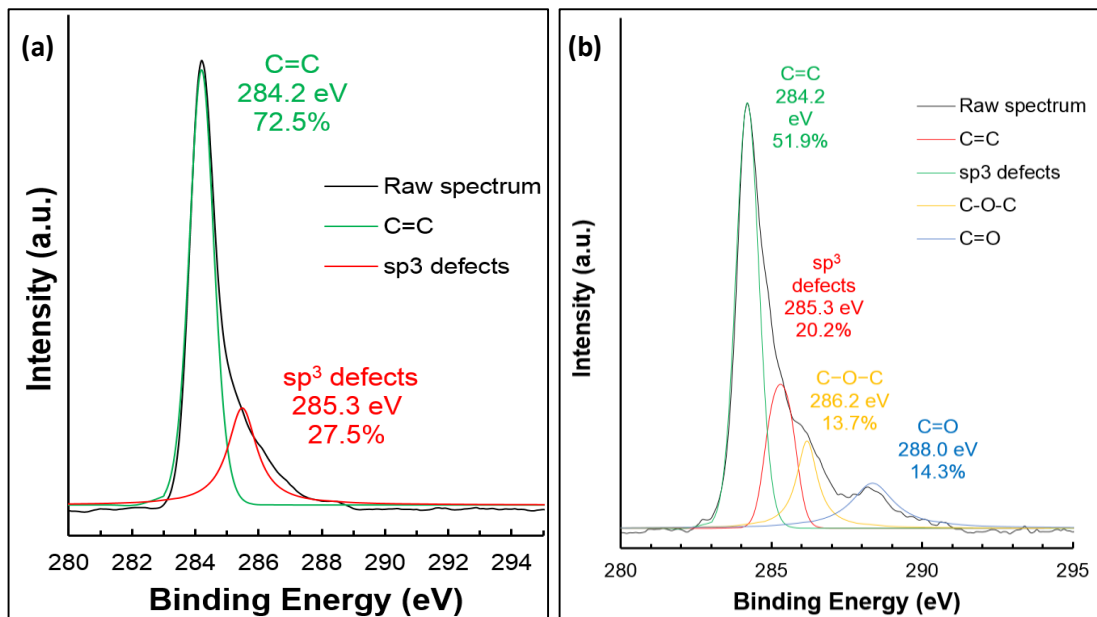 (a)
C=C
284.2 eV
72.5%
Raw spectrum
C=C
sp3 defects
sp³ defects
285.3 eV
27.5%
Intensity (a.u.)
280 282 284 286 288 290 292 294
Binding Energy (eV)
(b)
C=C
284.2
eV
51.9%
Raw spectrum
C=C
sp3 defects
C-O-C
C=O
sp³
defects
285.3 eV
20.2%
C−O−C
286.2 eV
13.7%
C=O
288.0 eV
14.3%
Intensity (a.u.)
280 285 290 295
Binding Energy (eV)